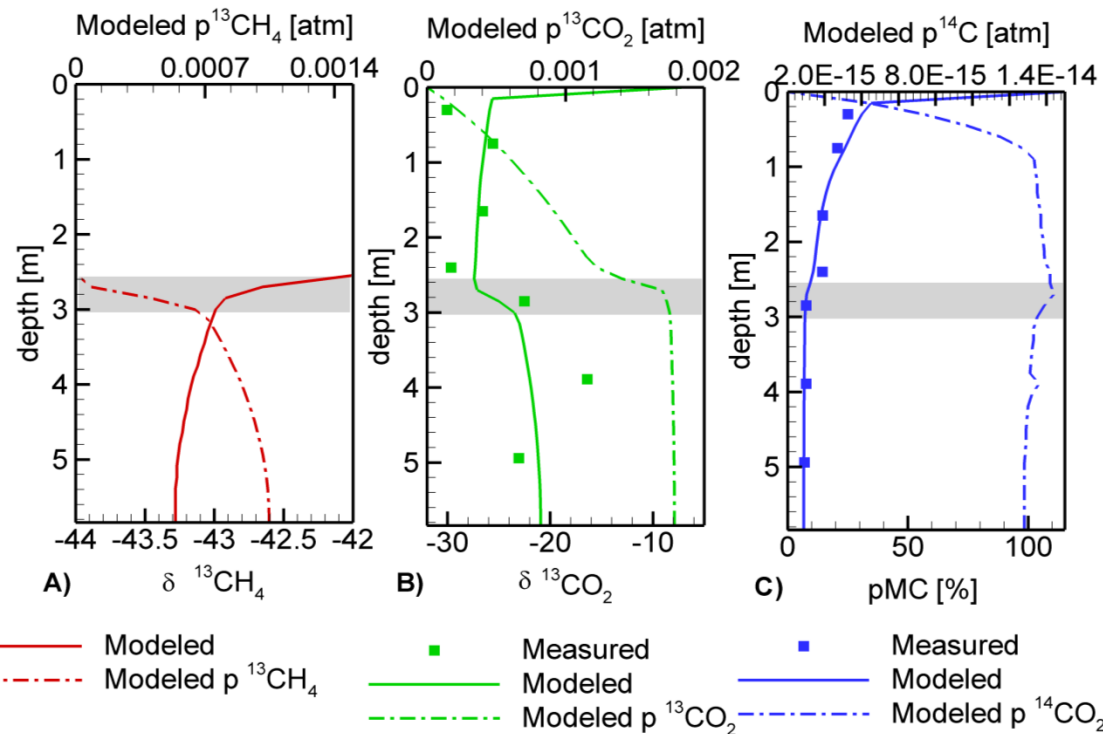 Modeled p¹³CH₄ [atm]
0 0.0007 0.0014
0
1
2
3
4
5
depth [m]
-44 -43.5 -43 -42.5 -42
A)
δ ¹³CH₄
Modeled p¹³CO₂ [atm]
0 0.001 0.002
0
1
2
3
4
5
depth [m]
-30 -20 -10
B)
δ ¹³CO₂
Modeled p¹⁴C [atm]
2.0E-15 8.0E-15 1.4E-14
0
1
2
3
4
5
depth [m]
0 50 100
C)
pMC [%]
Modeled
Modeled p ¹³CH₄
Measured
Modeled
Modeled p ¹³CO₂
Measured
Modeled
Modeled p ¹⁴CO₂